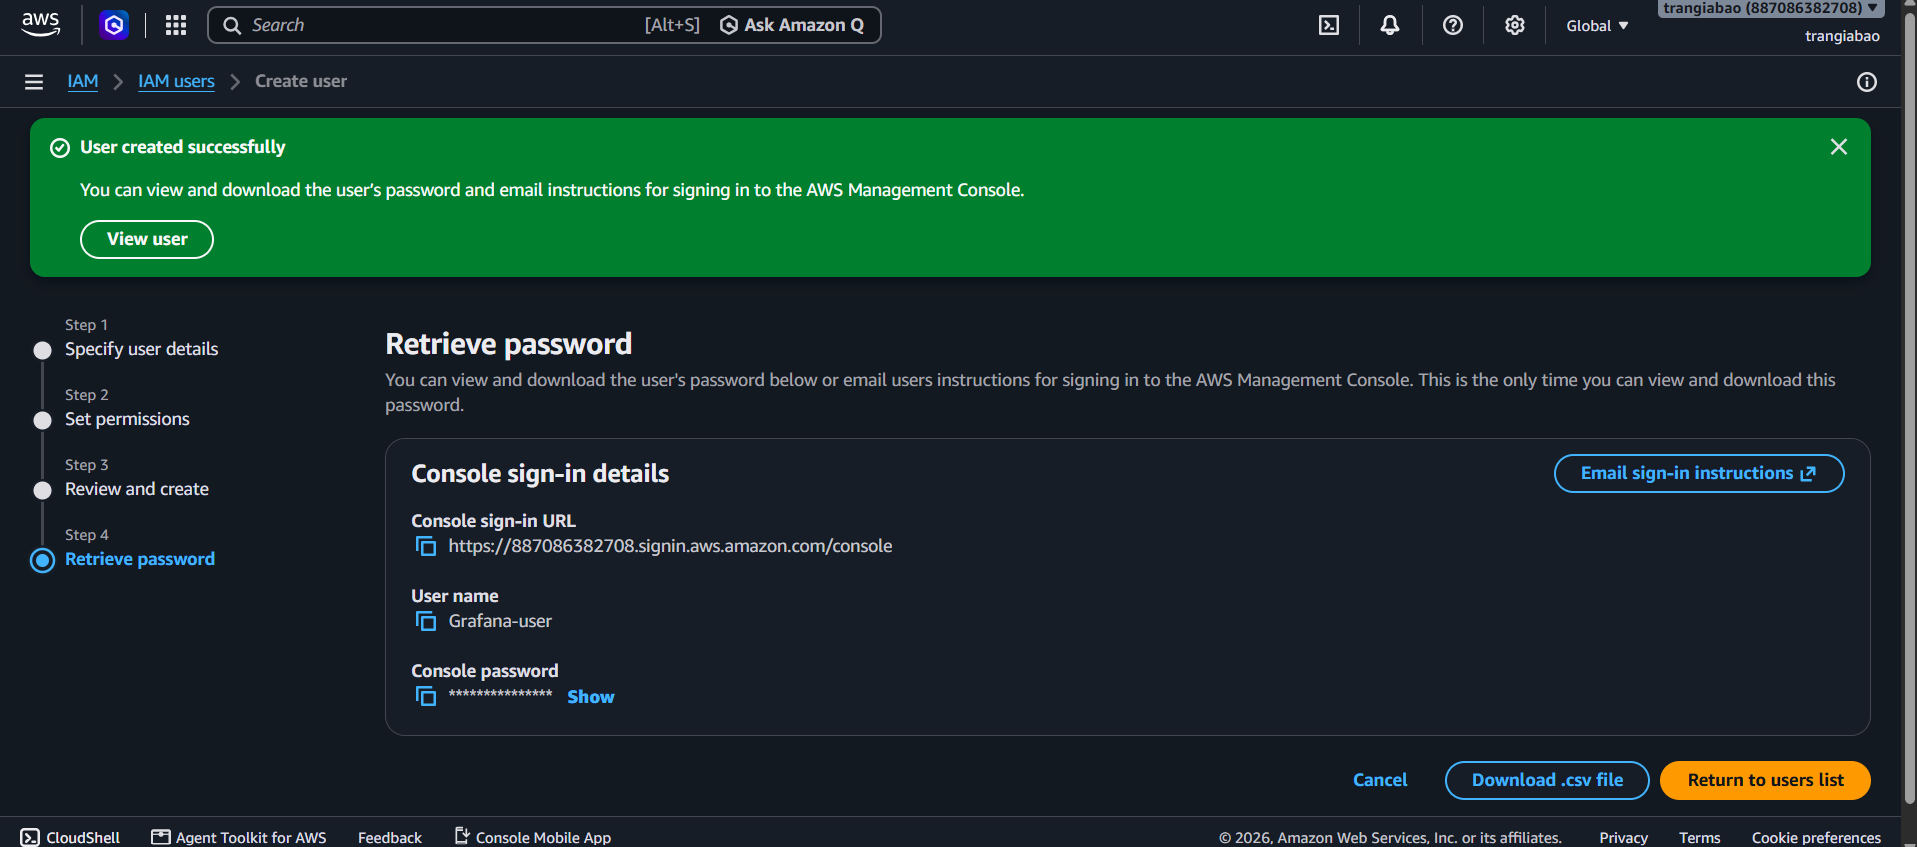 aws
Search
[Alt+S]
Ask Amazon Q
Global
trangiabao (887086382708)
trangiabao
IAM
IAM users
Create user
User created successfully
You can view and download the user's password and email instructions for signing in to the AWS Management Console.
View user
Step 1
Specify user details
Step 2
Set permissions
Step 3
Review and create
Step 4
Retrieve password
Retrieve password
You can view and download the user's password below or email users instructions for signing in to the AWS Management Console. This is the only time you can view and download this
password.
Console sign-in details
Email sign-in instructions
Console sign-in URL
https://887086382708.signin.aws.amazon.com/console
User name
Grafana-user
Console password
*************** Show
Cancel
Download .csv file
Return to users list
CloudShell
Agent Toolkit for AWS
Feedback
Console Mobile App
© 2026, Amazon Web Services, Inc. or its affiliates.
Privacy
Terms
Cookie preferences